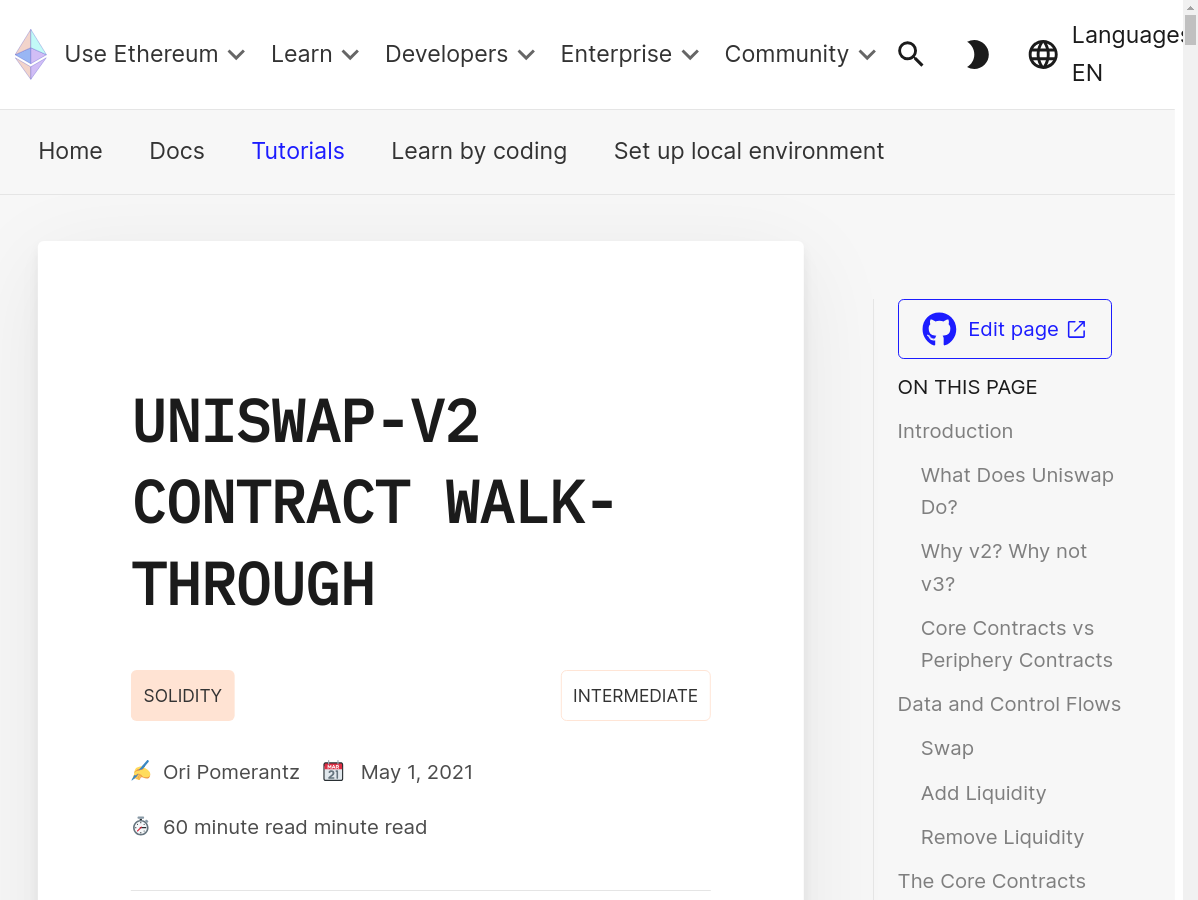 Use Ethereum Learn Developers Enterprise Community Languages
EN
Home Docs Tutorials Learn by coding Set up local environment
UNISWAP-V2
CONTRACT WALK-
THROUGH
SOLIDITY INTERMEDIATE
Ori Pomerantz May 1, 2021
60 minute read minute read
Edit page
ON THIS PAGE
Introduction
What Does Uniswap
Do?
Why v2? Why not
v3?
Core Contracts vs
Periphery Contracts
Data and Control Flows
Swap
Add Liquidity
Remove Liquidity
The Core Contracts